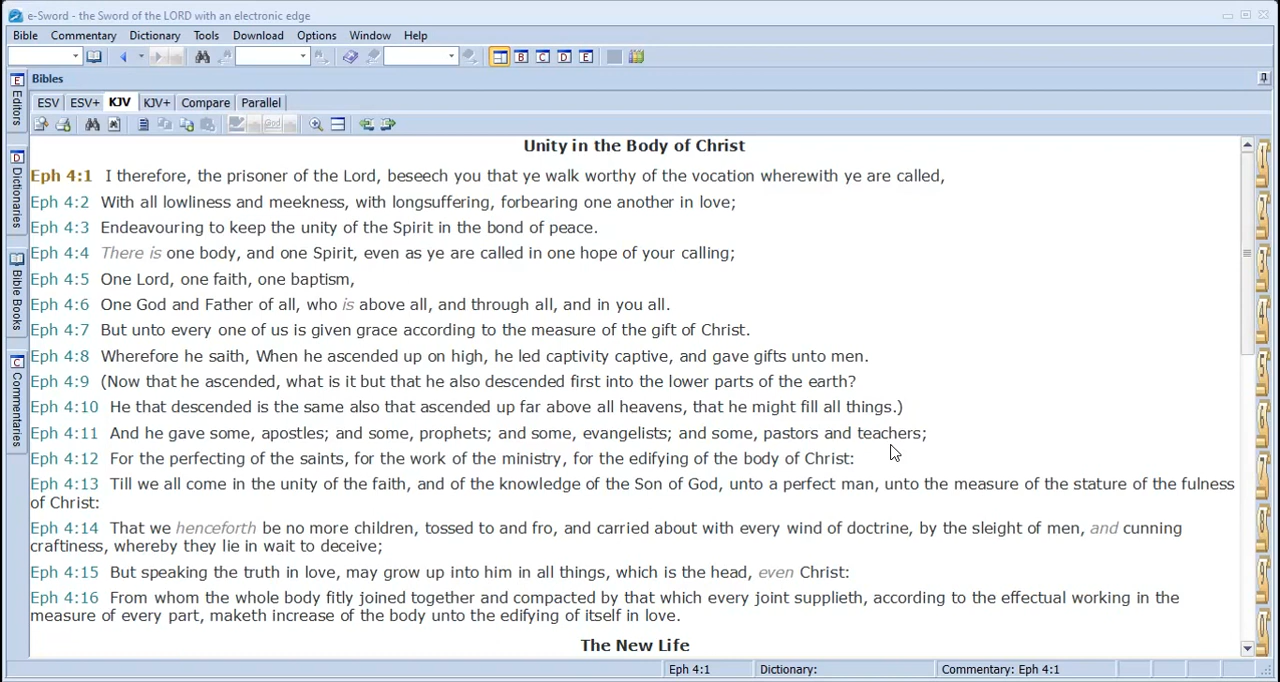 e-Sword - the Sword of the LORD with an electronic edge
Bible Commentary Dictionary Tools Options Download Window Help
Bibles
ESV ESV+ KJV KJV+ Compare Parallel
God
Editors
Dictionaries
Bible Books
Commentaries
Unity in the Body of Christ
Eph 4:1 I therefore, the prisoner of the Lord, beseech you that ye walk worthy of the vocation wherewith ye are called,
Eph 4:2 With all lowliness and meekness, with longsuffering, forbearing one another in love;
Eph 4:3 Endeavouring to keep the unity of the Spirit in the bond of peace.
Eph 4:4 There is one body, and one Spirit, even as ye are called in one hope of your calling;
Eph 4:5 One Lord, one faith, one baptism,
Eph 4:6 One God and Father of all, who is above all, and through all, and in you all.
Eph 4:7 But unto every one of us is given grace according to the measure of the gift of Christ.
Eph 4:8 Wherefore he saith, When he ascended up on high, he led captivity captive, and gave gifts unto men.
Eph 4:9 (Now that he ascended, what is it but that he also descended first into the lower parts of the earth?
Eph 4:10 He that descended is the same also that ascended up far above all heavens, that he might fill all things.)
Eph 4:11 And he gave some, apostles; and some, prophets; and some, evangelists; and some, pastors and teachers;
Eph 4:12 For the perfecting of the saints, for the work of the ministry, for the edifying of the body of Christ:
Eph 4:13 Till we all come in the unity of the faith, and of the knowledge of the Son of God, unto a perfect man, unto the measure of the stature of the fulness
of Christ:
Eph 4:14 That we henceforth be no more children, tossed to and fro, and carried about with every wind of doctrine, by the sleight of men, and cunning
craftiness, whereby they lie in wait to deceive;
Eph 4:15 But speaking the truth in love, may grow up into him in all things, which is the head, even Christ:
Eph 4:16 From whom the whole body fitly joined together and compacted by that which every joint supplieth, according to the effectual working in the
measure of every part, maketh increase of the body unto the edifying of itself in love.
The New Life
Eph 4:1 Dictionary: Commentary: Eph 4:1